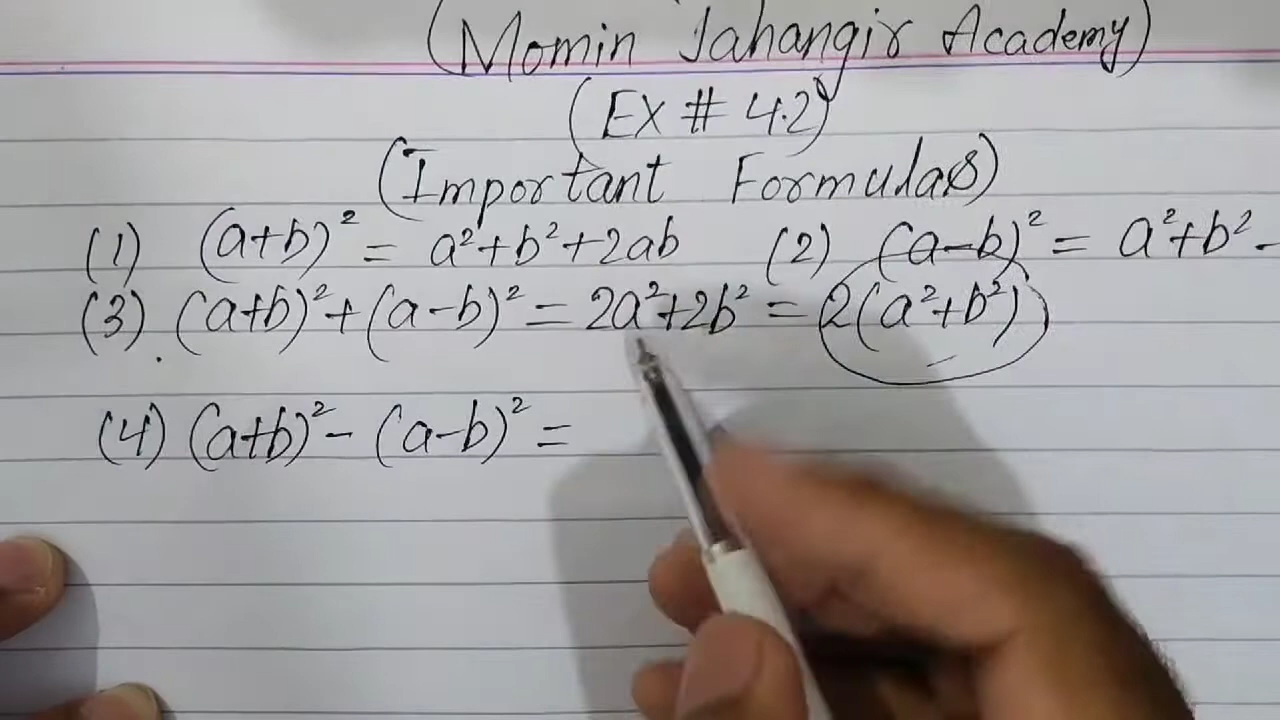 (Momin Jahangir Academy)
(EX # 4.2)
(Important Formulas)
(1) (a+b)² = a²+b²+2ab (2) (a-b)² = a²+b²-
(3) (a+b)²+(a-b)² = 2a²+2b² = 2(a²+b²)
(4) (a+b)² - (a-b)² =